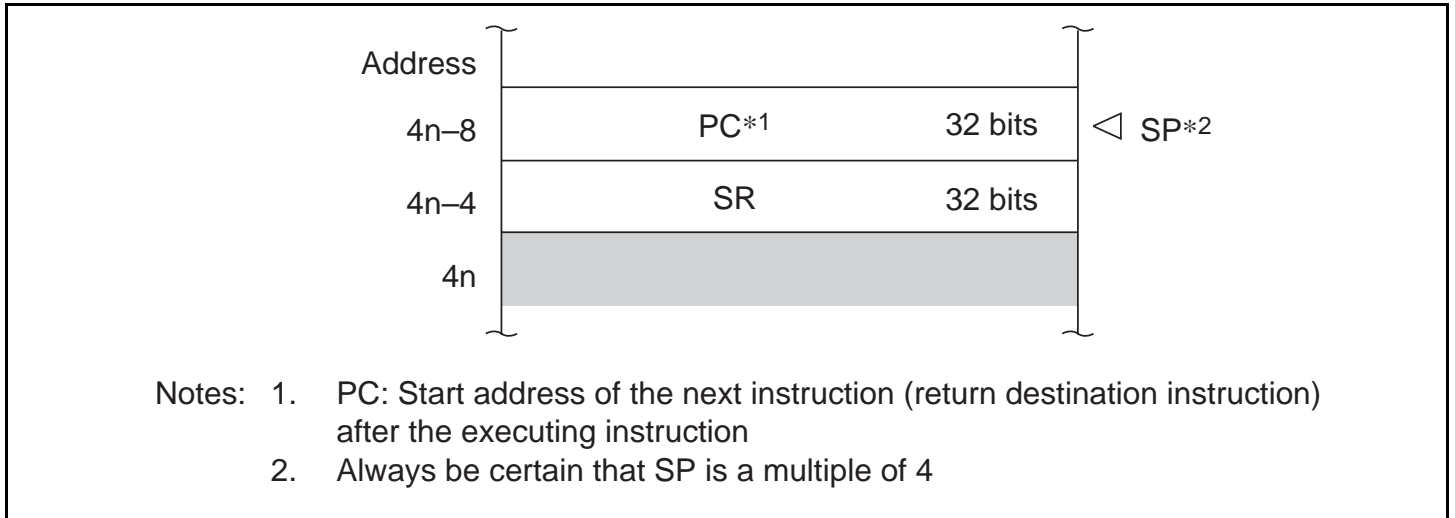 Address
4n–8 PC*1 32 bits SP*2
4n–4 SR 32 bits
4n
Notes: 1. PC: Start address of the next instruction (return destination instruction)
after the executing instruction
2. Always be certain that SP is a multiple of 4